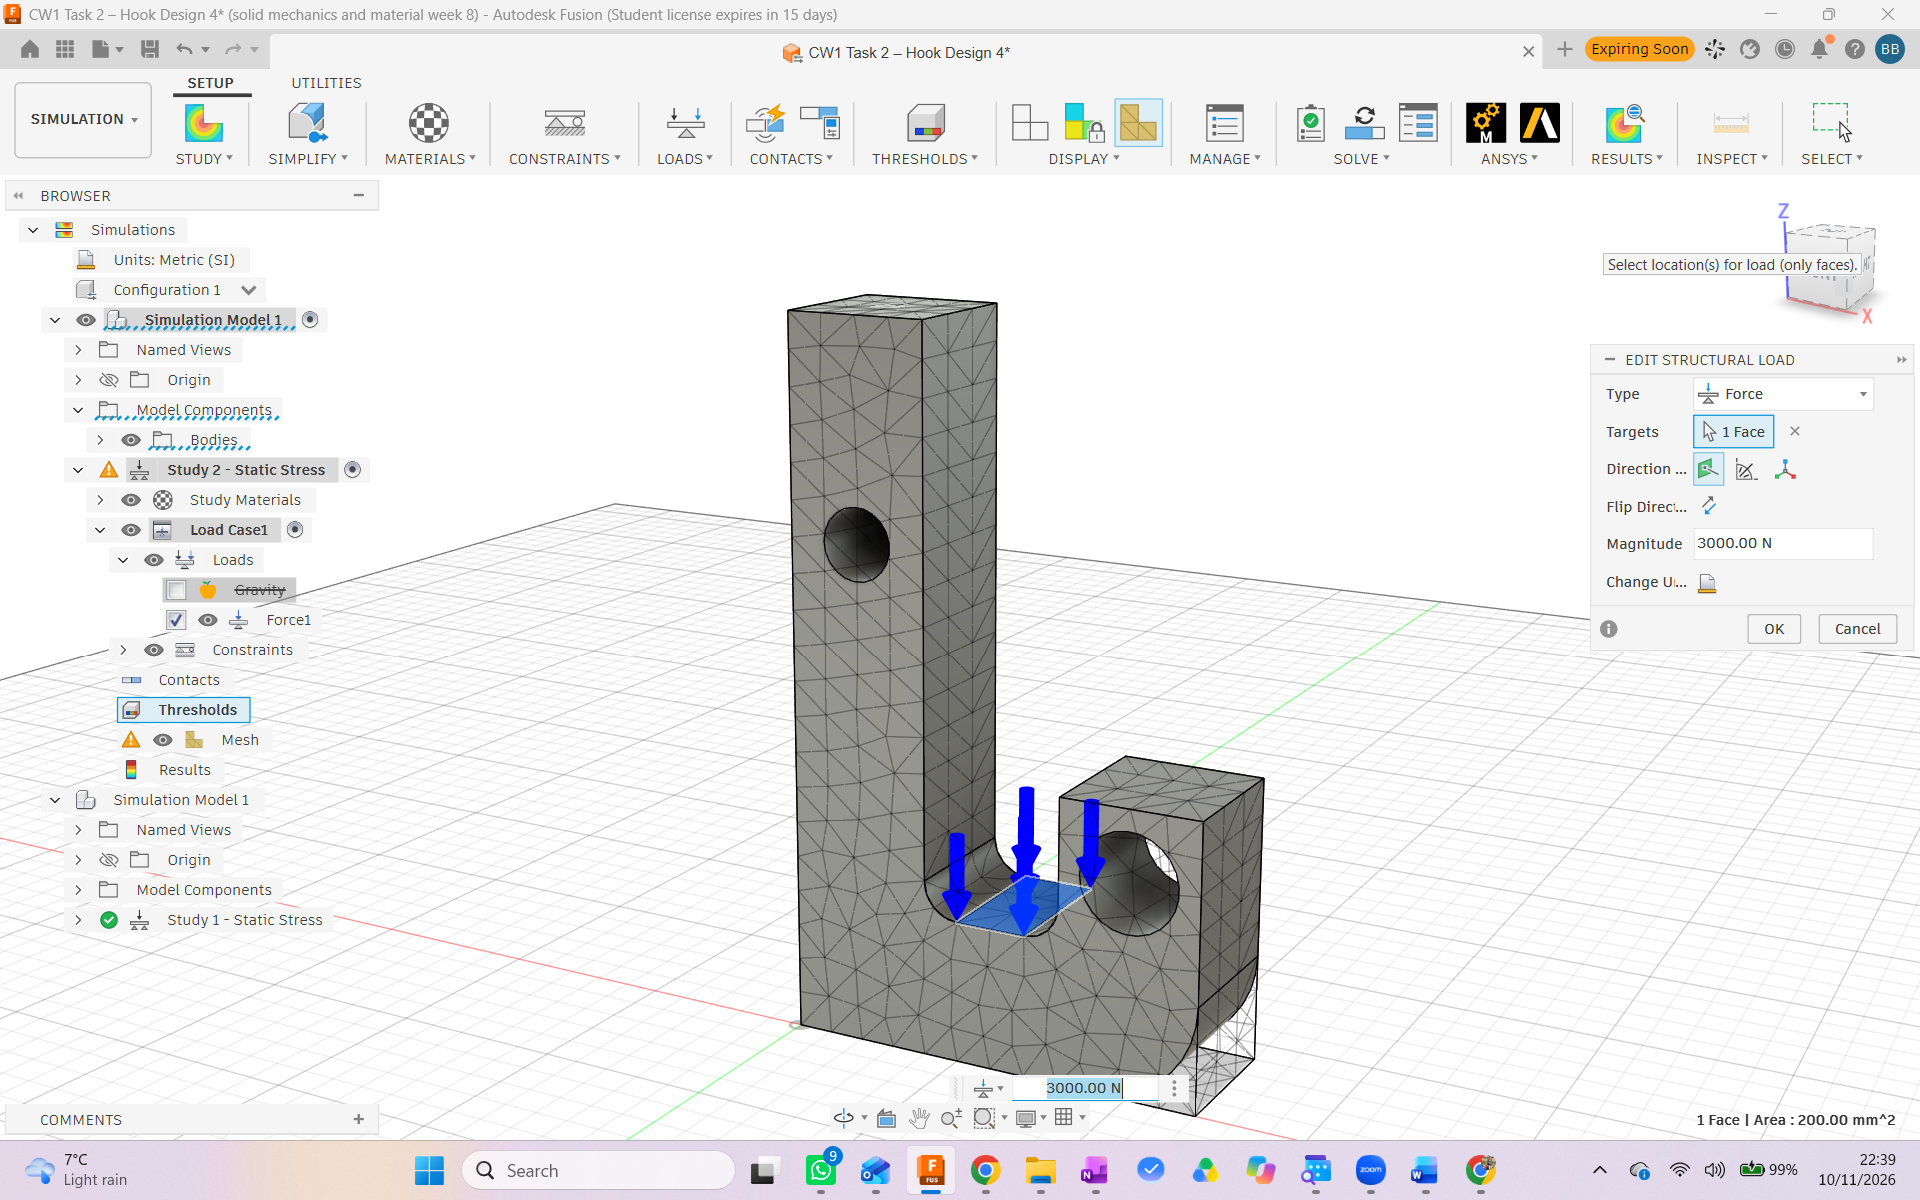 CW1 Task 2 – Hook Design 4* (solid mechanics and material week 8) - Autodesk Fusion (Student license expires in 15 days)
CW1 Task 2 – Hook Design 4*
Expiring Soon
BB
SETUP
UTILITIES
SIMULATION
STUDY
SIMPLIFY
MATERIALS
CONSTRAINTS
LOADS
CONTACTS
THRESHOLDS
DISPLAY
MANAGE
SOLVE
ANSYS
RESULTS
INSPECT
SELECT
BROWSER
Simulations
Units: Metric (SI)
Configuration 1
Simulation Model 1
Named Views
Origin
Model Components
Bodies
Study 2 - Static Stress
Study Materials
Load Case1
Loads
Gravity
Force1
Constraints
Contacts
Thresholds
Mesh
Results
Simulation Model 1
Named Views
Origin
Model Components
Study 1 - Static Stress
Z
X
Select location(s) for load (only faces).
EDIT STRUCTURAL LOAD
Type
Force
Targets
1 Face
Direction ...
Flip Direc...
Magnitude
3000.00 N
Change U...
OK
Cancel
3000.00 N
COMMENTS
1 Face | Area : 200.00 mm^2
7°C
Light rain
Search
9
FUS
zoom
99%
22:39
10/11/2026